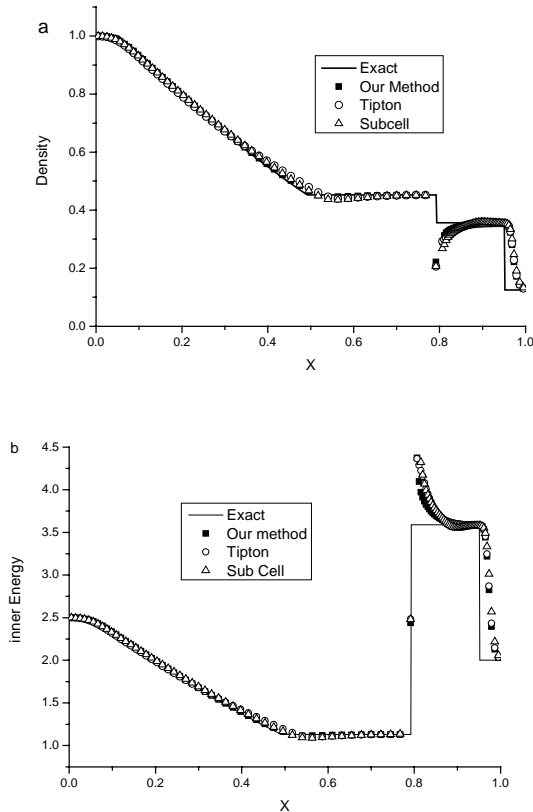 a
1.0
0.8
0.6
0.4
0.2
0.0
Density
Exact
Our Method
Tipton
Subcell
0.0 0.2 0.4 0.6 0.8 1.0
X
b
4.5
4.0
3.5
3.0
2.5
2.0
1.5
1.0
inner Energy
Exact
Our method
Tipton
Sub Cell
0.0 0.2 0.4 0.6 0.8 1.0
X